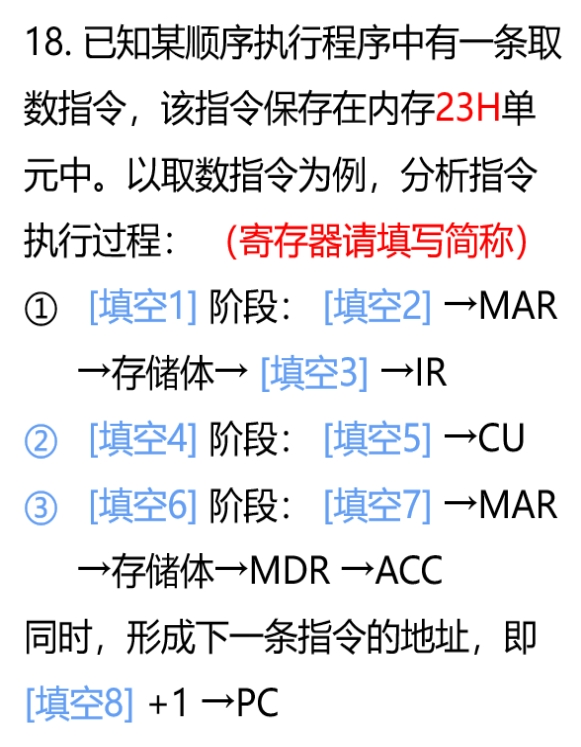 18. 已知某顺序执行程序中有一条取
数指令，该指令保存在内存23H单
元中。以取数指令为例，分析指令
执行过程：（寄存器请填写简称）
① [填空1] 阶段： [填空2] →MAR
→存储体→ [填空3] →IR
② [填空4] 阶段： [填空5] →CU
③ [填空6] 阶段： [填空7] →MAR
→存储体→MDR →ACC
同时，形成下一条指令的地址，即
[填空8] +1 →PC